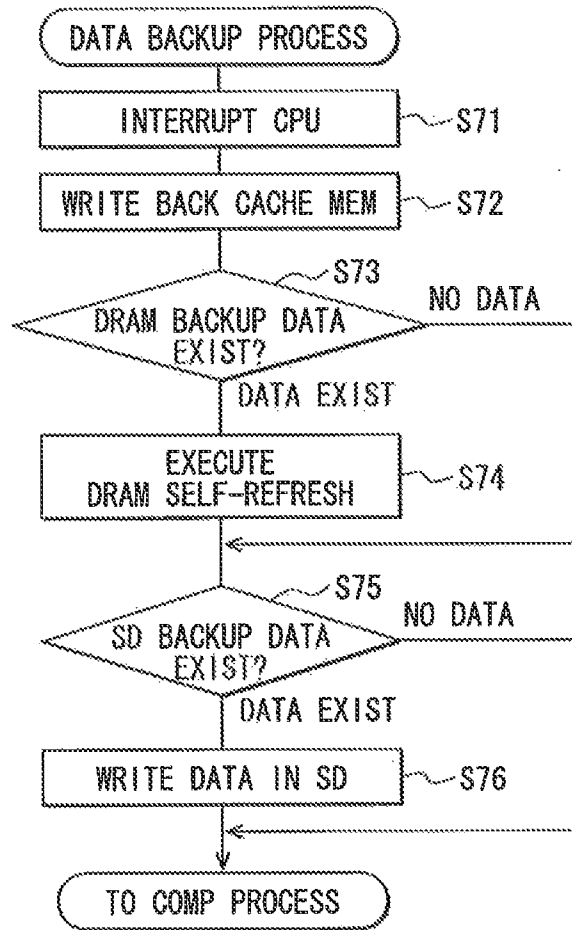 DATA BACKUP PROCESS
INTERRUPT CPU
S71
WRITE BACK CACHE MEM
S72
S73
DRAM BACKUP DATA
EXIST?
NO DATA
DATA EXIST
EXECUTE
DRAM SELF-REFRESH
S74
S75
SD BACKUP DATA
EXIST?
NO DATA
DATA EXIST
WRITE DATA IN SD
S76
TO COMP PROCESS